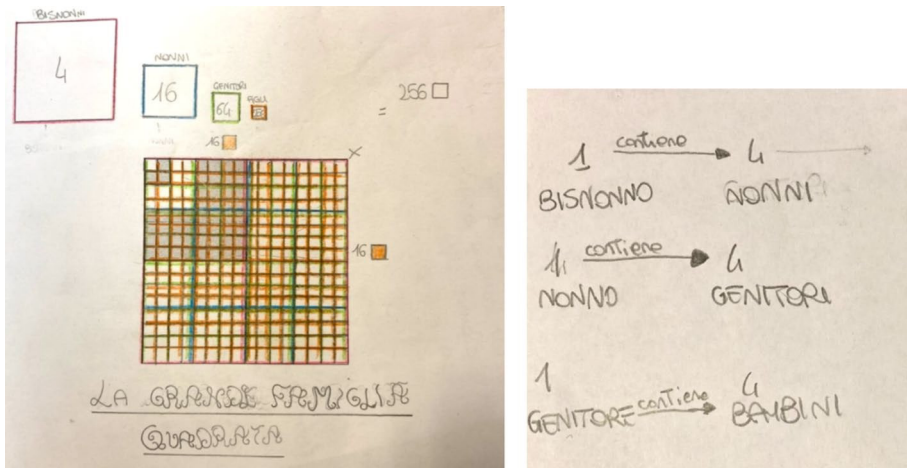 BISNONNI
4
NONNI
16
GENITORI
64
FIGLI
= 256
16
×
16
LA GRANDE FAMIGLIA
QUADRATA
1 contiene 4
BISNONNO NONNI
1 contiene 4
NONNO GENITORI
1 contiene 4
GENITORE BAMBINI